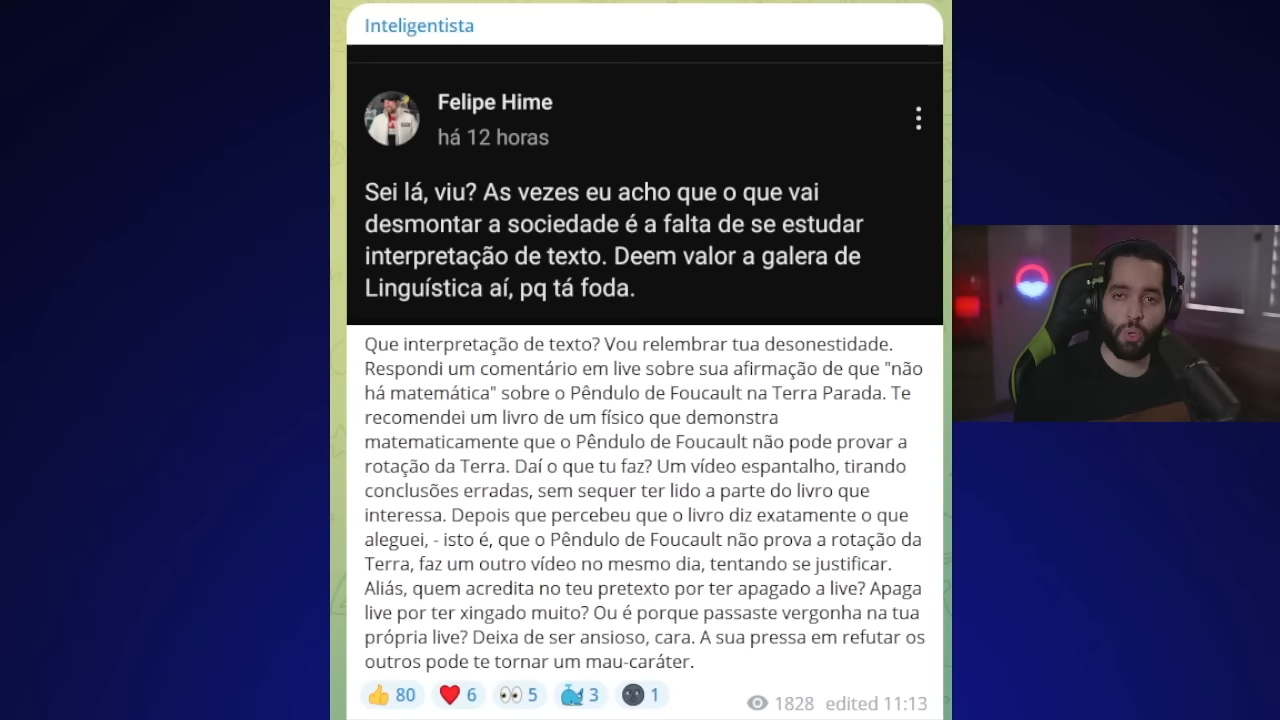 Inteligentista
Felipe Hime
há 12 horas
Sei lá, viu? As vezes eu acho que o que vai
desmontar a sociedade é a falta de se estudar
interpretação de texto. Deem valor a galera de
Linguística aí, pq tá foda.
Que interpretação de texto? Vou relembrar tua desonestidade.
Respondi um comentário em live sobre sua afirmação de que "não
há matemática" sobre o Pêndulo de Foucault na Terra Parada. Te
recomendei um livro de um físico que demonstra
matematicamente que o Pêndulo de Foucault não pode provar a
rotação da Terra. Daí o que tu faz? Um vídeo espantalho, tirando
conclusões erradas, sem sequer ter lido a parte do livro que
interessa. Depois que percebeu que o livro diz exatamente o que
aleguei, - isto é, que o Pêndulo de Foucault não prova a rotação da
Terra, faz um outro vídeo no mesmo dia, tentando se justificar.
Aliás, quem acredita no teu pretexto por ter apagado a live? Apaga
live por ter xingado muito? Ou é porque passaste vergonha na tua
própria live? Deixa de ser ansioso, cara. A sua pressa em refutar os
outros pode te tornar um mau-caráter.
80 6 5 3 1
1828 edited 11:13